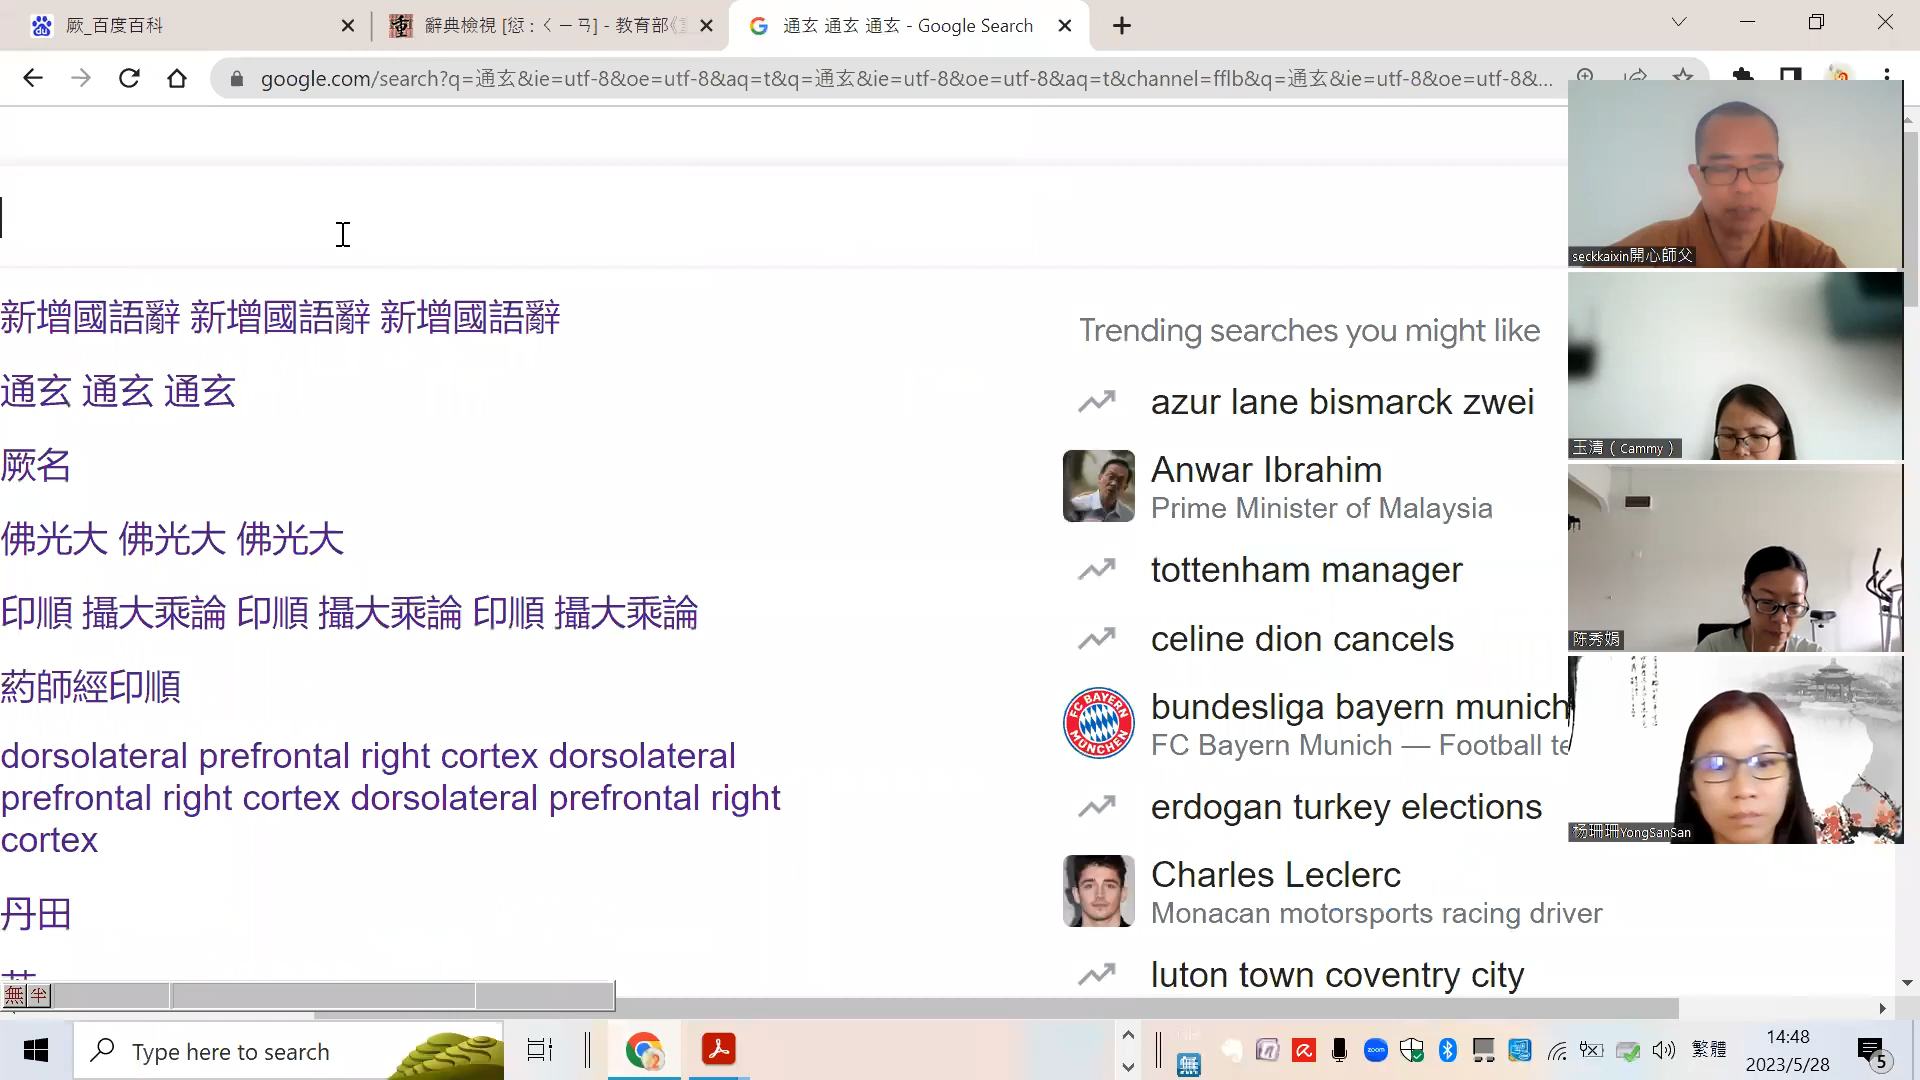 厥_百度百科
辭典檢視 [愆 : ㄑㄧㄢ] - 教育部《重
通玄 通玄 通玄 - Google Search
google.com/search?q=通玄&ie=utf-8&oe=utf-8&aq=t&q=通玄&ie=utf-8&oe=utf-8&aq=t&channel=fflb&q=通玄&ie=utf-8&oe=utf-8&...
新增國語辭 新增國語辭 新增國語辭
通玄 通玄 通玄
厥名
佛光大 佛光大 佛光大
印順 攝大乘論 印順 攝大乘論 印順 攝大乘論
葯師經印順
dorsolateral prefrontal right cortex dorsolateral
prefrontal right cortex dorsolateral prefrontal right
cortex
丹田
Trending searches you might like
azur lane bismarck zwei
Anwar Ibrahim
Prime Minister of Malaysia
tottenham manager
celine dion cancels
FC BAYERN MÜNCHEN
bundesliga bayern munich
FC Bayern Munich — Football te
erdogan turkey elections
Charles Leclerc
Monacan motorsports racing driver
luton town coventry city
seckkaixin開心師父
玉清（Cammy）
陈秀娟
杨珊珊YongSanSan
無 半
Type here to search
2
zoom
繁體
14:48
2023/5/28
5